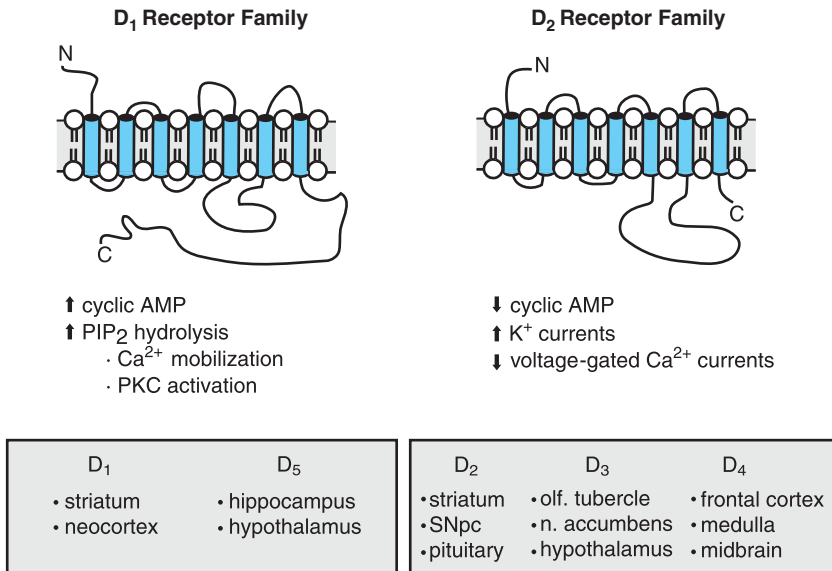 D₁ Receptor Family
N
C
↑ cyclic AMP
↑ PIP₂ hydrolysis
· Ca²⁺ mobilization
· PKC activation
D₂ Receptor Family
N
C
↓ cyclic AMP
↑ K⁺ currents
↓ voltage-gated Ca²⁺ currents
D₁
• striatum
• neocortex
D₅
• hippocampus
• hypothalamus
D₂
• striatum
• SNpc
• pituitary
D₃
• olf. tubercle
• n. accumbens
• hypothalamus
D₄
• frontal cortex
• medulla
• midbrain